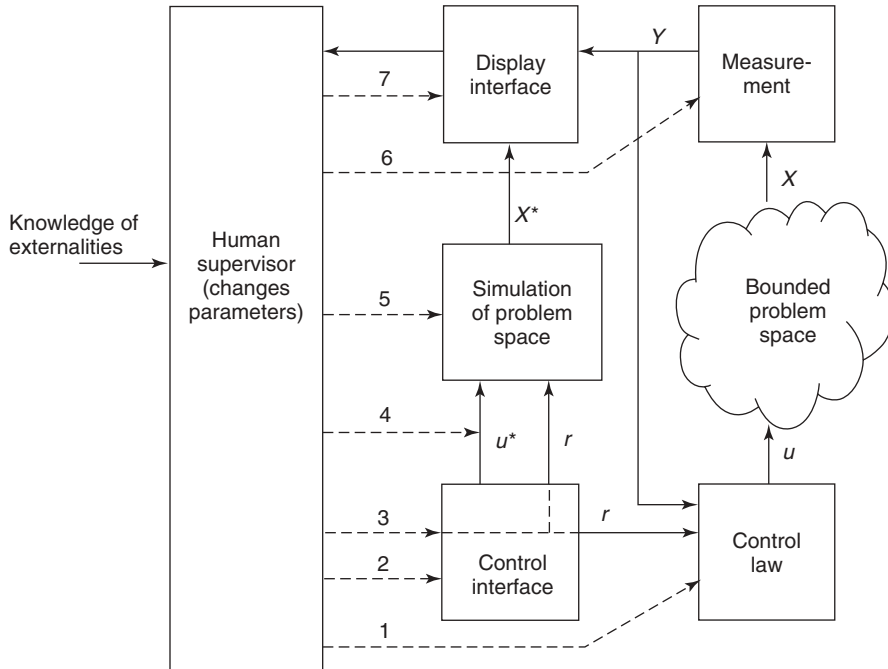 Y
Display
interface
Measure-
ment
7
6
X
X*
Knowledge of
externalities
Human
supervisor
(changes
parameters)
5
Simulation
of problem
space
Bounded
problem
space
4
u*
r
u
3
r
2
Control
interface
Control
law
1